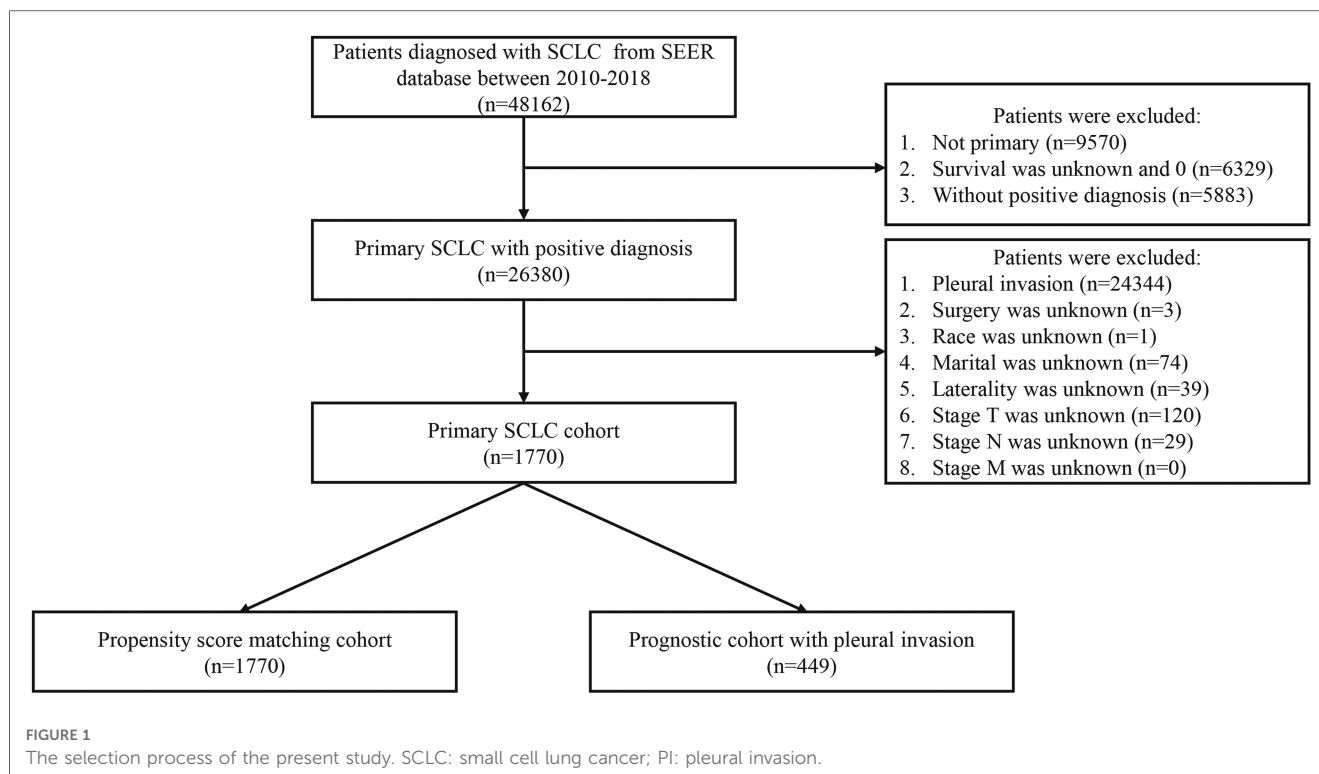 Patients diagnosed with SCLC from SEER
database between 2010-2018
(n=48162)
Patients were excluded:
1. Not primary (n=9570)
2. Survival was unknown and 0 (n=6329)
3. Without positive diagnosis (n=5883)
Primary SCLC with positive diagnosis
(n=26380)
Patients were excluded:
1. Pleural invasion (n=24344)
2. Surgery was unknown (n=3)
3. Race was unknown (n=1)
4. Marital was unknown (n=74)
5. Laterality was unknown (n=39)
6. Stage T was unknown (n=120)
7. Stage N was unknown (n=29)
8. Stage M was unknown (n=0)
Primary SCLC cohort
(n=1770)
Propensity score matching cohort
(n=1770)
Prognostic cohort with pleural invasion
(n=449)
FIGURE 1
The selection process of the present study. SCLC: small cell lung cancer; PI: pleural invasion.